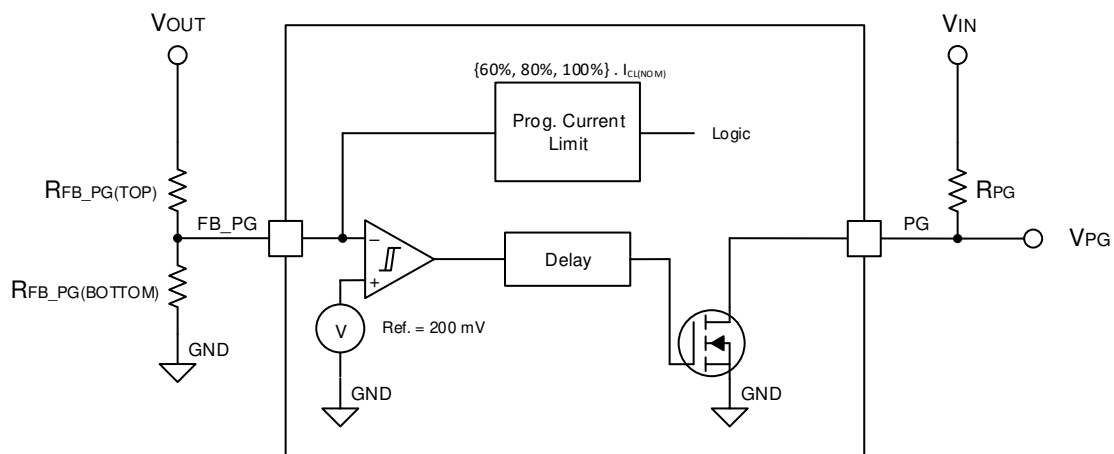 VOUT
VIN
{60%, 80%, 100%} . ICL(NOM)
Prog. Current
Limit
Logic
RFB_PG(TOP)
RPG
FB_PG
PG
−
VPG
Delay
RFB_PG(BOTTOM)
+
V
Ref. = 200 mV
GND
GND
GND